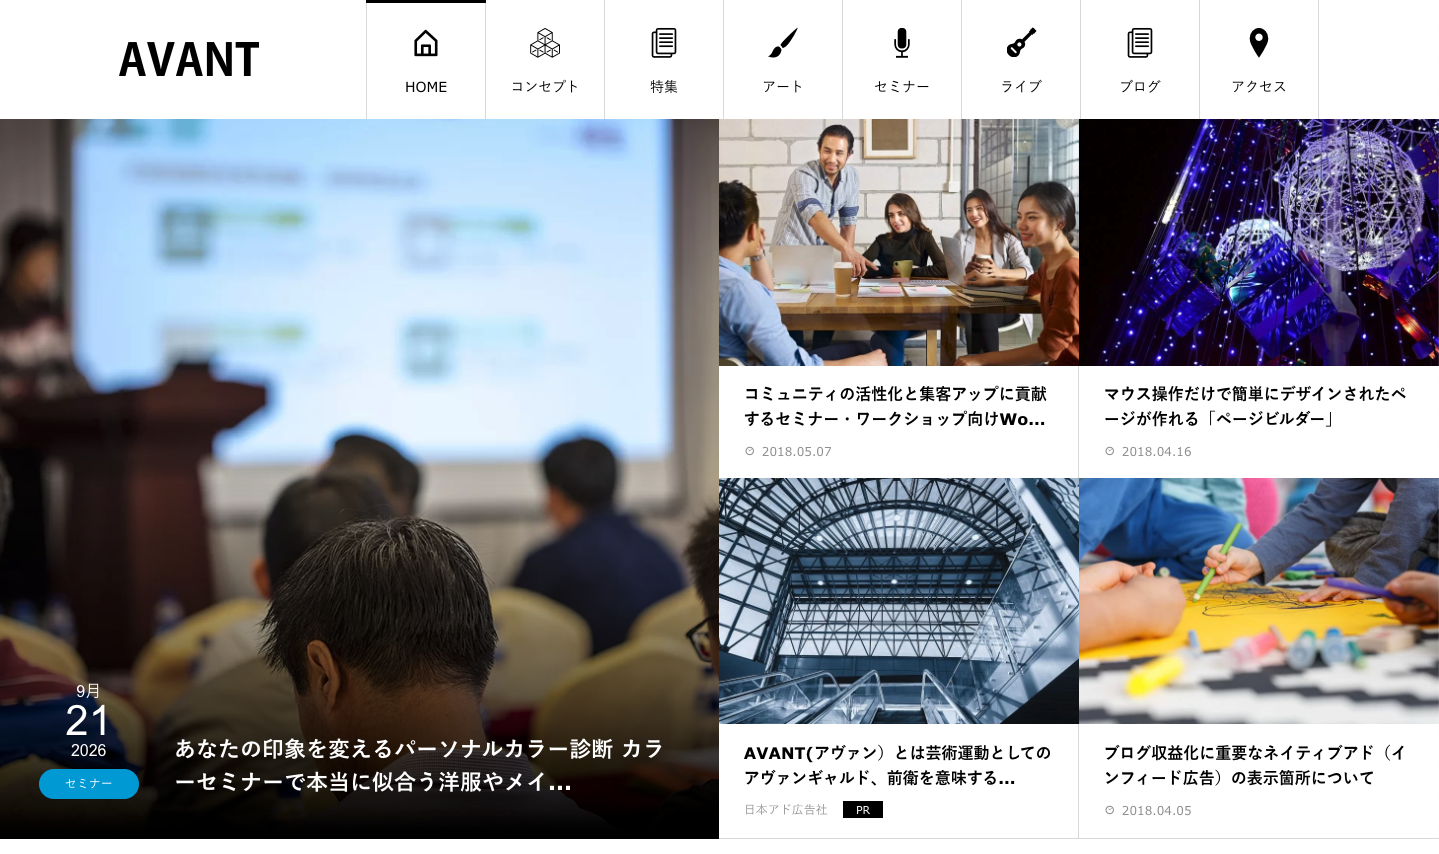 AVANT
HOME
コンセプト
特集
アート
セミナー
ライブ
ブログ
アクセス
9月
21
2026
セミナー
あなたの印象を変えるパーソナルカラー診断 カラ
ーセミナーで本当に似合う洋服やメイ...
コミュニティの活性化と集客アップに貢献
するセミナー・ワークショップ向けWo...
2018.05.07
マウス操作だけで簡単にデザインされたペ
ージが作れる「ページビルダー」
2018.04.16
AVANT(アヴァン）とは芸術運動としての
アヴァンギャルド、前衛を意味する...
日本アド広告社 PR
ブログ収益化に重要なネイティブアド（イ
ンフィード広告）の表示箇所について
2018.04.05